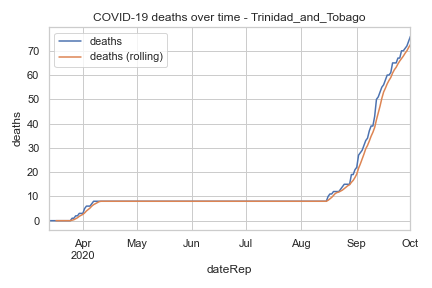 COVID-19 deaths over time - Trinidad_and_Tobago
deaths
deaths (rolling)
deaths
70
60
50
40
30
20
10
0
Apr May Jun Jul Aug Sep Oct
2020
dateRep